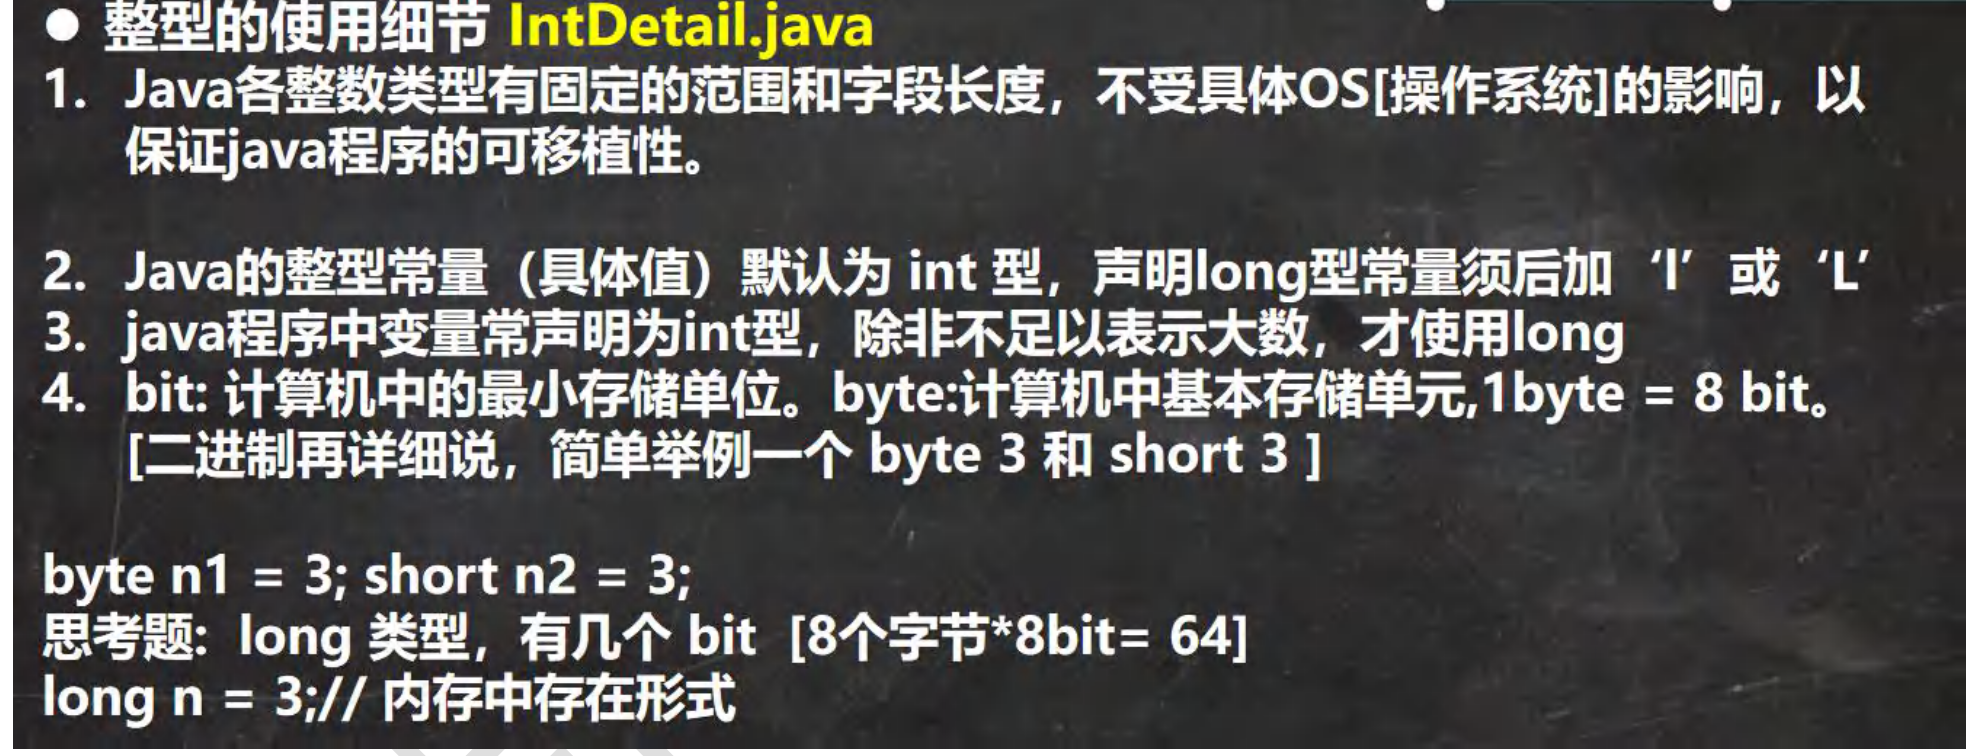 ● 整型的使用细节 IntDetail.java
1. Java各整数类型有固定的范围和字段长度，不受具体OS[操作系统]的影响，以
保证java程序的可移植性。
2. Java的整型常量（具体值）默认为 int 型，声明long型常量须后加‘l’或‘L’
3. java程序中变量常声明为int型，除非不足以表示大数，才使用long
4. bit: 计算机中的最小存储单位。byte:计算机中基本存储单元,1byte = 8 bit。
[二进制再详细说，简单举例一个 byte 3 和 short 3 ]
byte n1 = 3; short n2 = 3;
思考题: long 类型，有几个 bit [8个字节*8bit= 64]
long n = 3;// 内存中存在形式